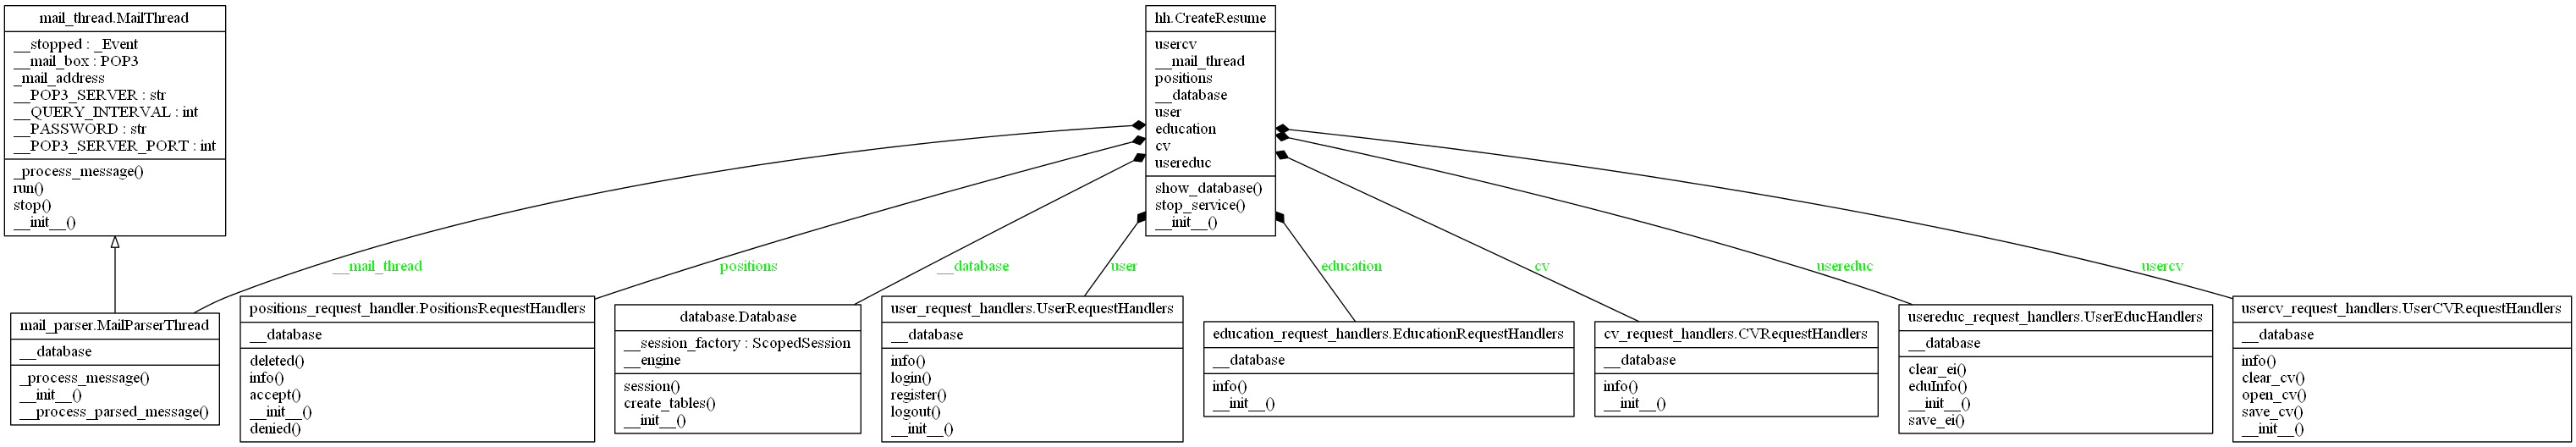 mail_thread.MailThread
__stopped : _Event
__mail_box : POP3
_mail_address
__POP3_SERVER : str
__QUERY_INTERVAL : int
__PASSWORD : str
__POP3_SERVER_PORT : int
_process_message()
run()
stop()
__init__()
hh.CreateResume
usercv
__mail_thread
positions
__database
user
education
cv
usereduc
show_database()
stop_service()
__init__()
__mail_thread
positions
__database
user
education
cv
usereduc
usercv
mail_parser.MailParserThread
__database
_process_message()
__init__()
__process_parsed_message()
positions_request_handler.PositionsRequestHandlers
__database
deleted()
info()
accept()
__init__()
denied()
database.Database
__session_factory : ScopedSession
__engine
session()
create_tables()
__init__()
user_request_handlers.UserRequestHandlers
__database
info()
login()
register()
logout()
__init__()
education_request_handlers.EducationRequestHandlers
__database
info()
__init__()
cv_request_handlers.CVRequestHandlers
__database
info()
__init__()
usereduc_request_handlers.UserEducHandlers
__database
clear_ei()
eduInfo()
__init__()
save_ei()
usercv_request_handlers.UserCVRequestHandlers
__database
info()
clear_cv()
open_cv()
save_cv()
__init__()